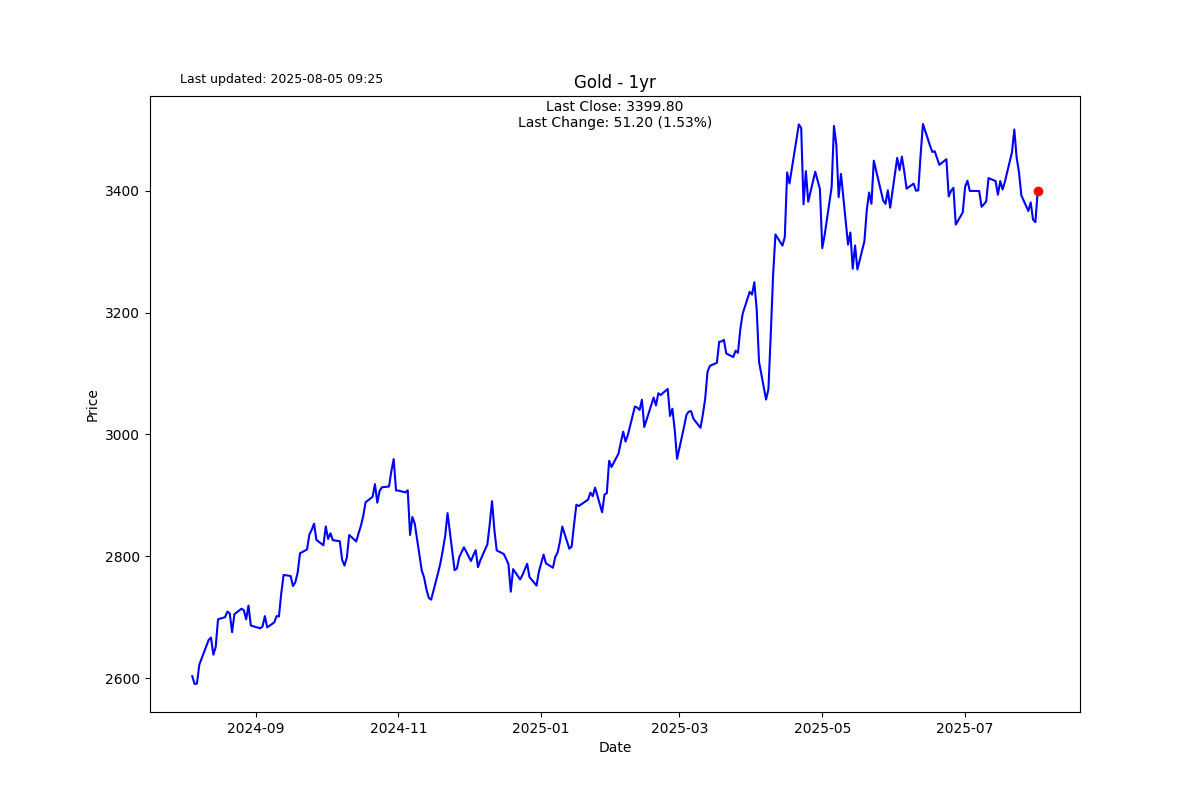 Last updated: 2025-08-05 09:25
Gold - 1yr
Last Close: 3399.80
Last Change: 51.20 (1.53%)
3400
3200
3000
2800
2600
Price
2024-09
2024-11
2025-01
2025-03
2025-05
2025-07
Date